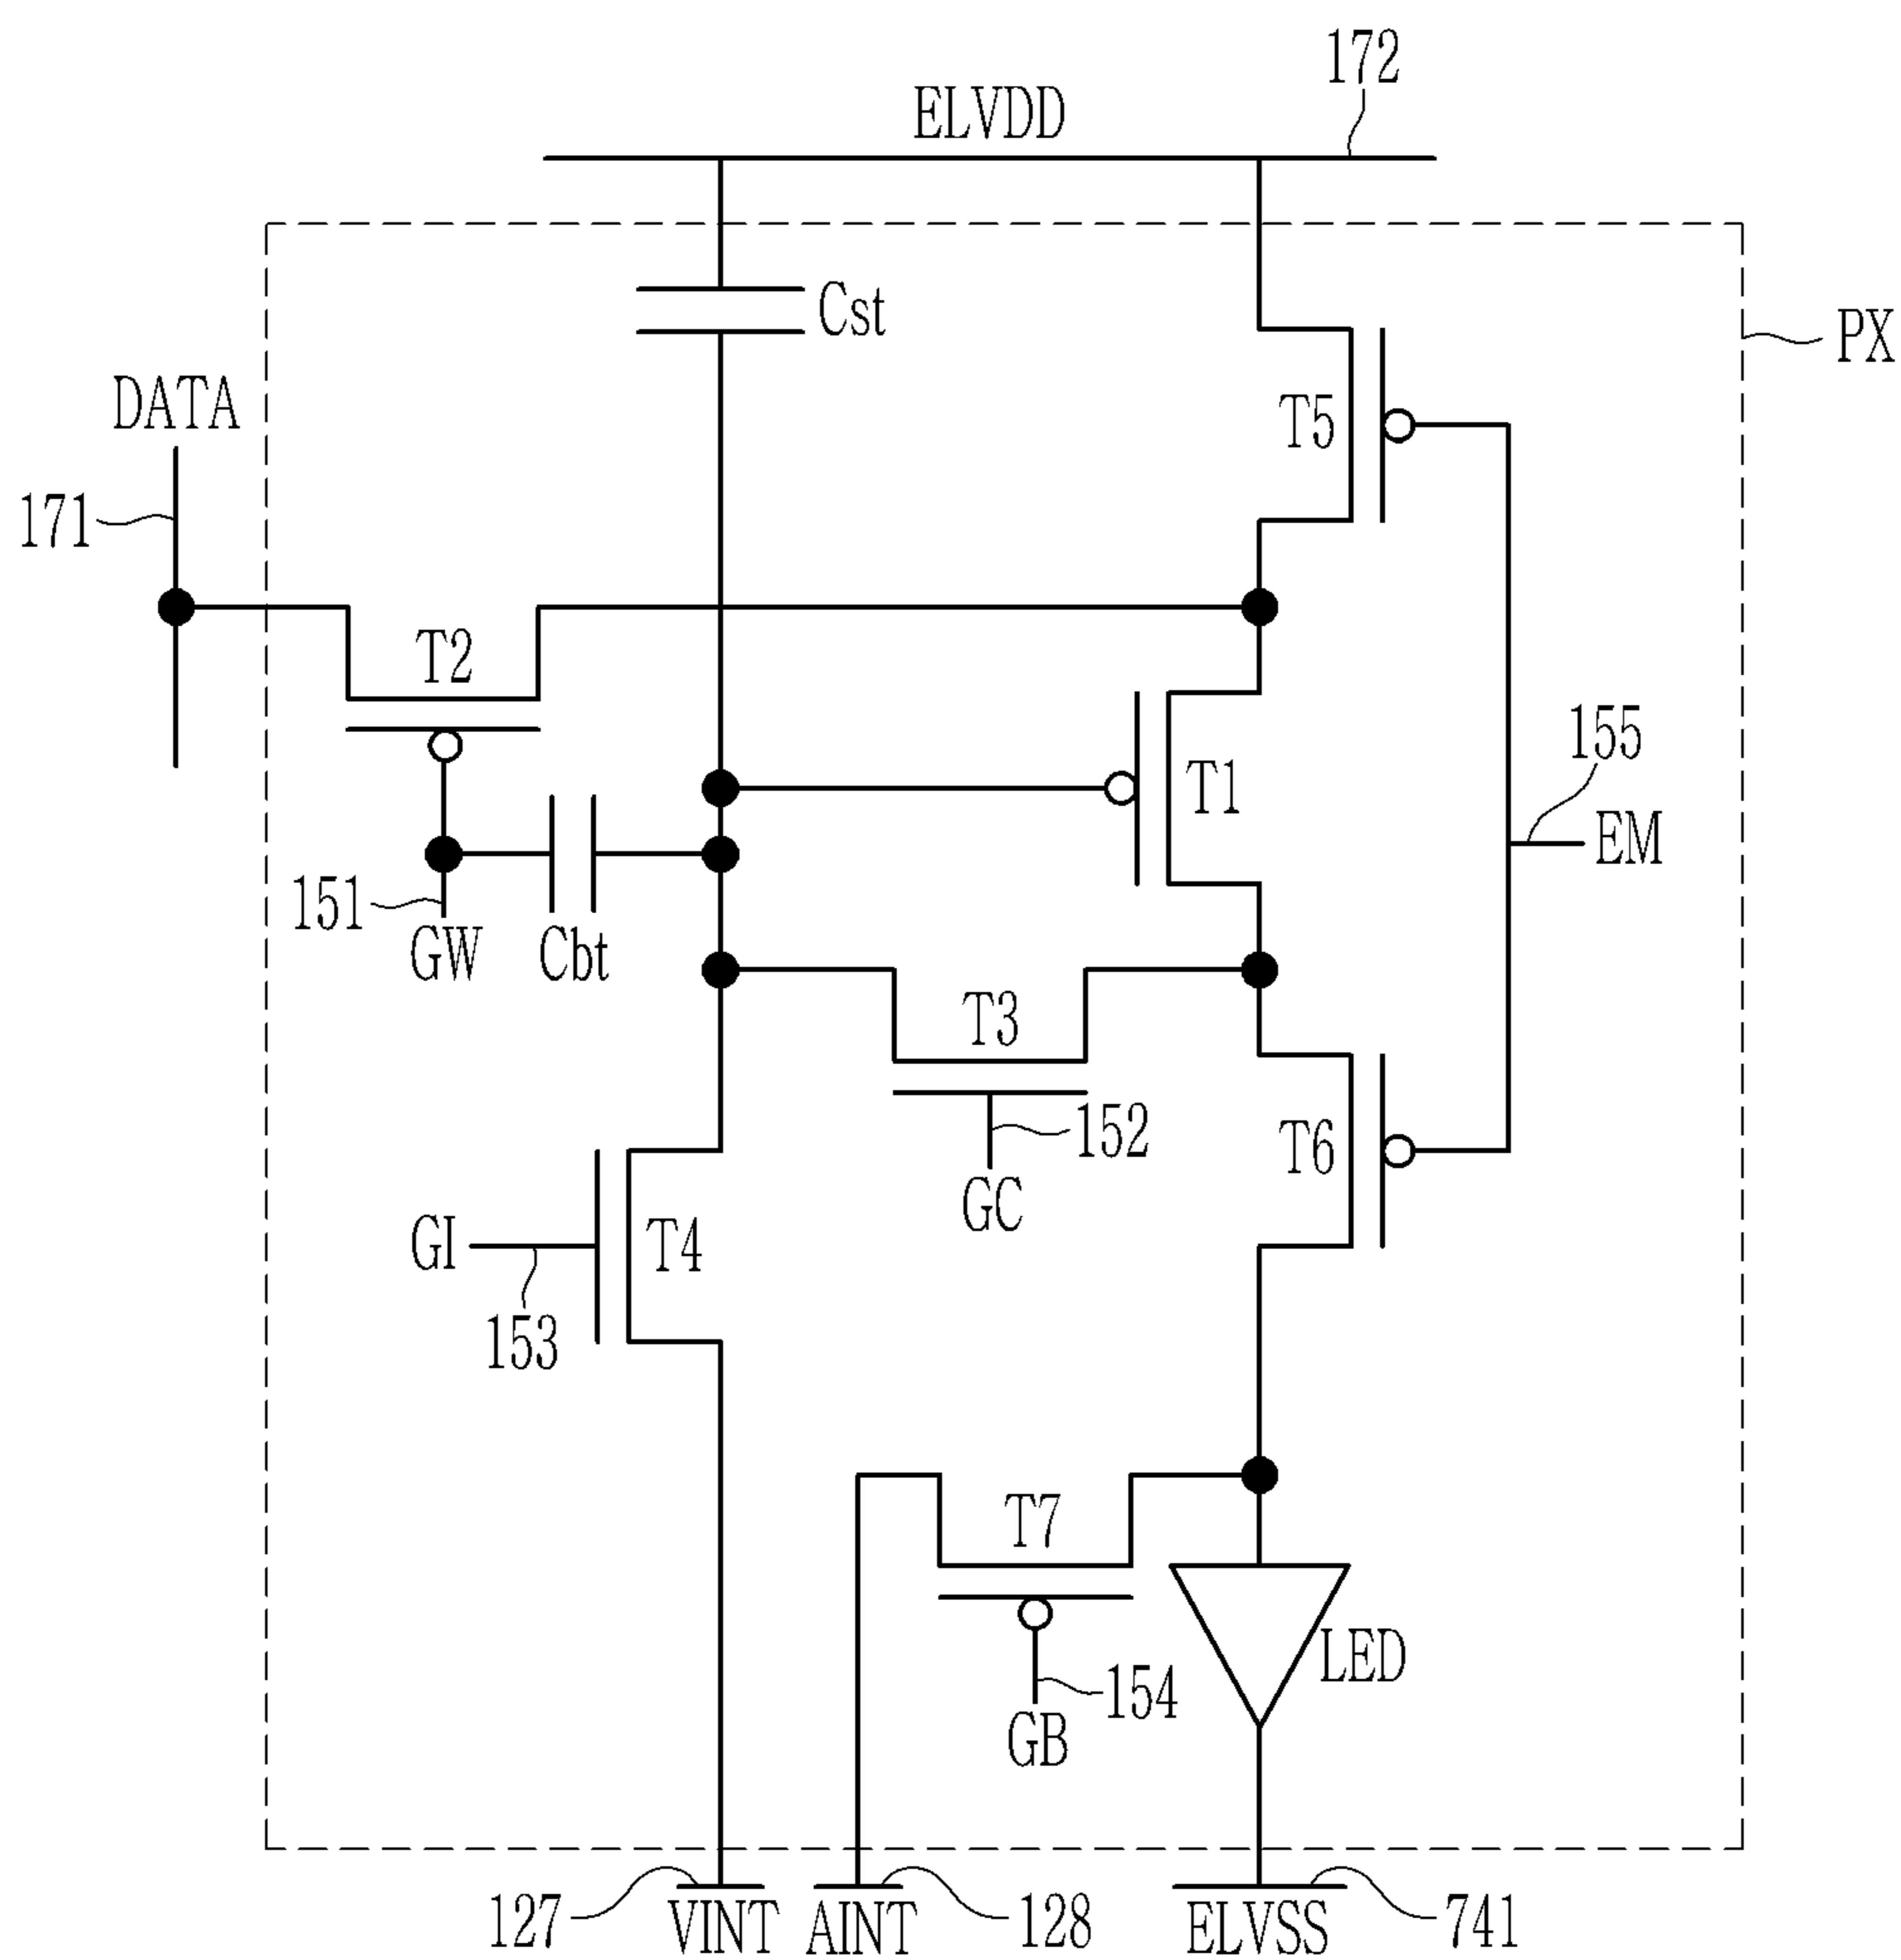 172
ELVDD
Cst
PX
DATA
T5
171
T2
155
T1
EM
151
GW
Cbt
T3
152
T6
GC
GI
T4
153
T7
LED
154
GB
127
VINT
AINT
128
ELVSS
741